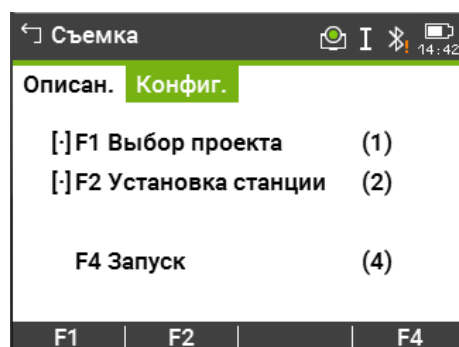 Съемка I 14:42
Описан. Конфиг.
[·] F1 Выбор проекта (1)
[·] F2 Установка станции (2)
F4 Запуск (4)
F1 F2 F4